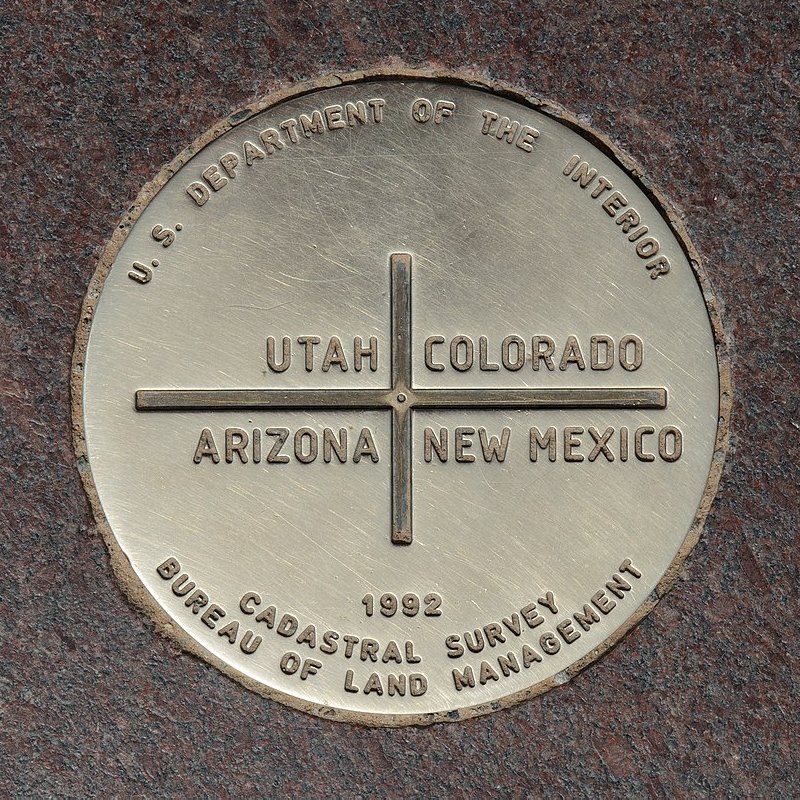 U. S. DEPARTMENT OF THE INTERIOR
UTAH COLORADO
ARIZONA NEW MEXICO
1992
CADASTRAL SURVEY
BUREAU OF LAND MANAGEMENT